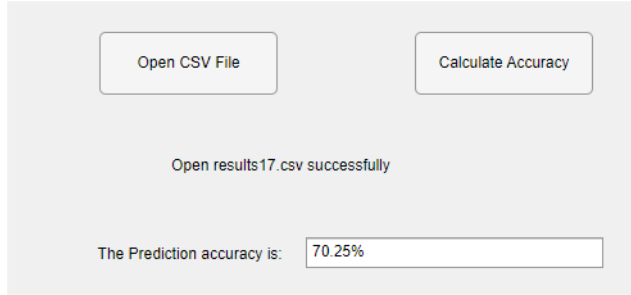 Open CSV File
Calculate Accuracy
Open results17.csv successfully
The Prediction accuracy is:
70.25%